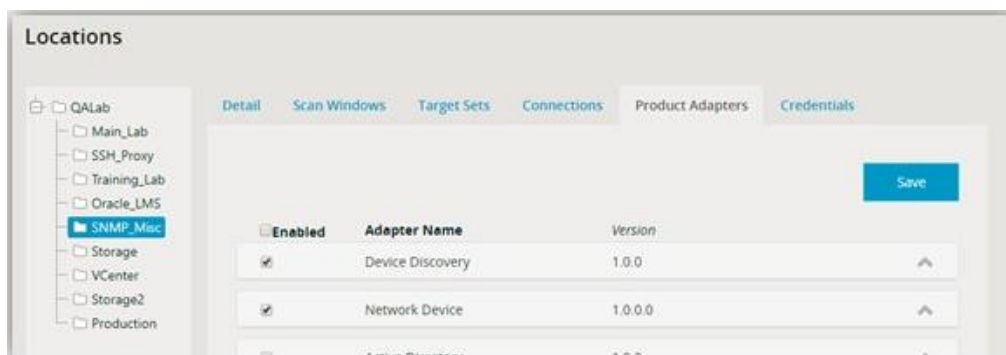 Locations
QALab
Main_Lab
SSH_Proxy
Training_Lab
Oracle_LMS
SNMP_Misc
Storage
VCenter
Storage2
Production
Detail Scan Windows Target Sets Connections Product Adapters Credentials
Save
Enabled Adapter Name Version
Device Discovery 1.0.0
Network Device 1.0.0.0